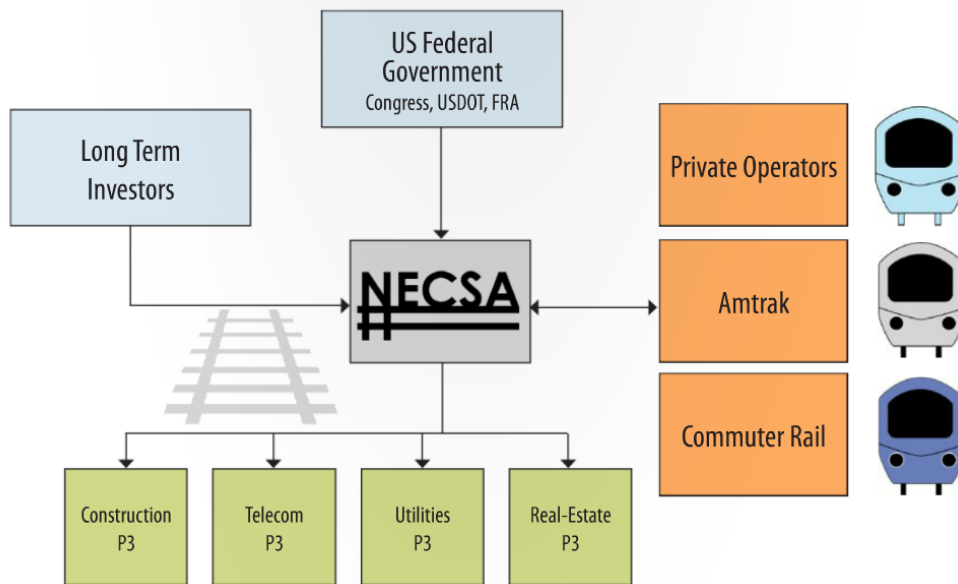 US Federal
Government
Congress, USDOT, FRA
Long Term
Investors
Private Operators
NECSA
Amtrak
Commuter Rail
Construction
P3
Telecom
P3
Utilities
P3
Real-Estate
P3